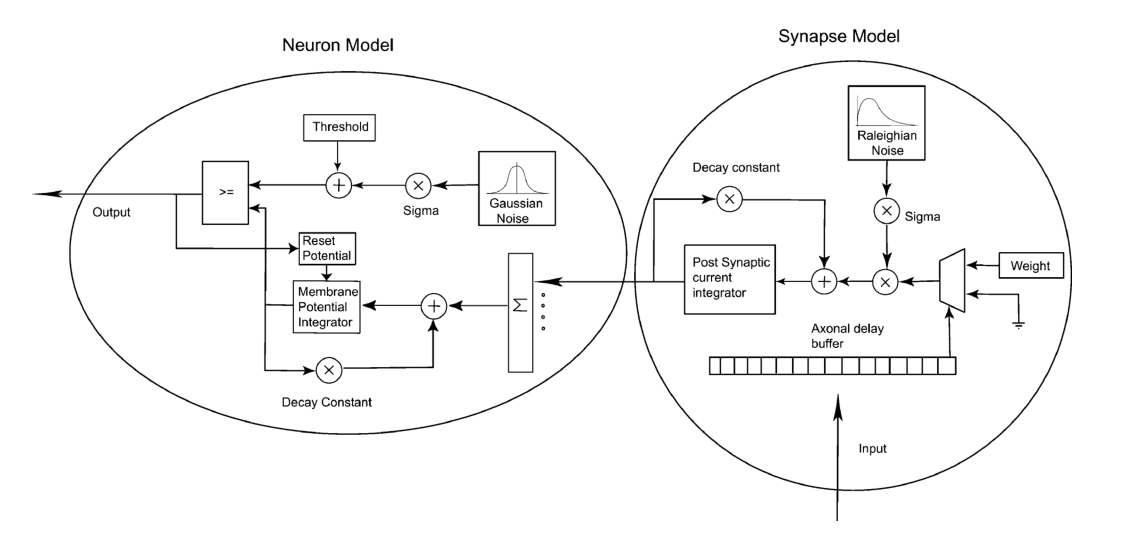 Neuron Model
Synapse Model
Threshold
>=
+
×
Sigma
Gaussian
Noise
Output
Reset
Potential
Membrane
Potential
Integrator
+
Σ
×
Decay Constant
Raleighian
Noise
Decay constant
×
×
Sigma
Post Synaptic
current
integrator
+
×
Weight
Axonal delay
buffer
Input